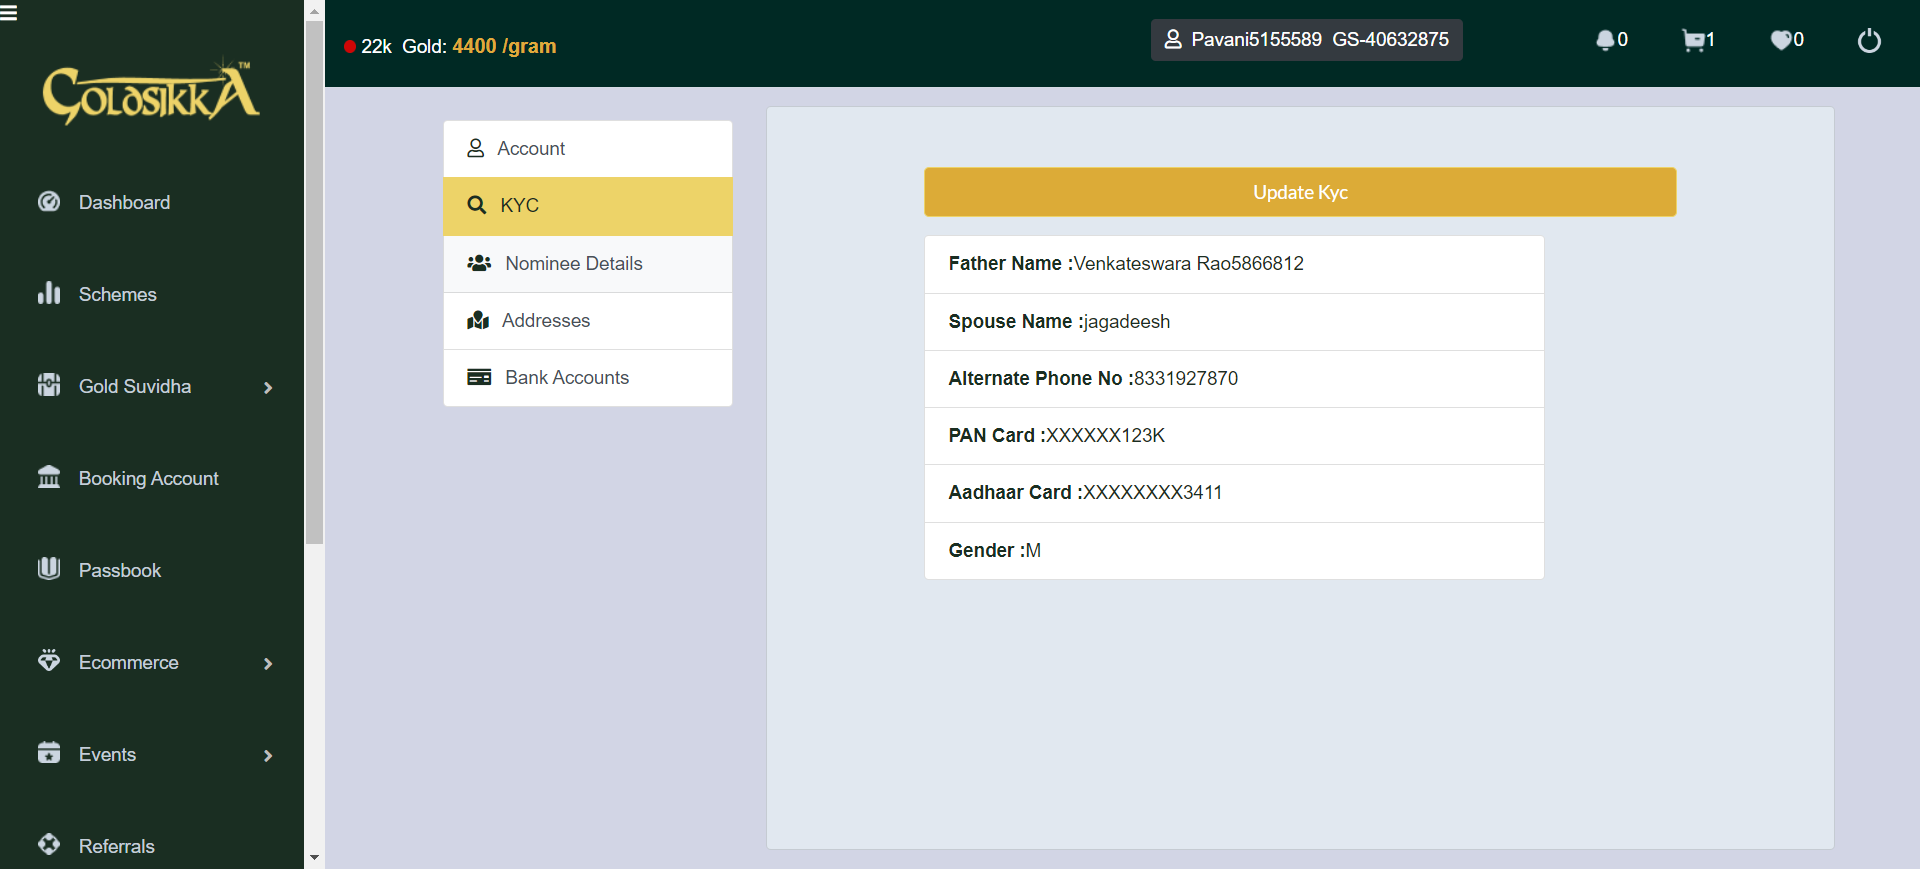 GOLDSIKKA™
Dashboard
Schemes
Gold Suvidha
Booking Account
Passbook
Ecommerce
Events
Referrals
22k Gold: 4400 /gram
Pavani5155589 GS-40632875
0
1
0
Account
KYC
Nominee Details
Addresses
Bank Accounts
Update Kyc
Father Name :Venkateswara Rao5866812
Spouse Name :jagadeesh
Alternate Phone No :8331927870
PAN Card :XXXXXX123K
Aadhaar Card :XXXXXXXX3411
Gender :M